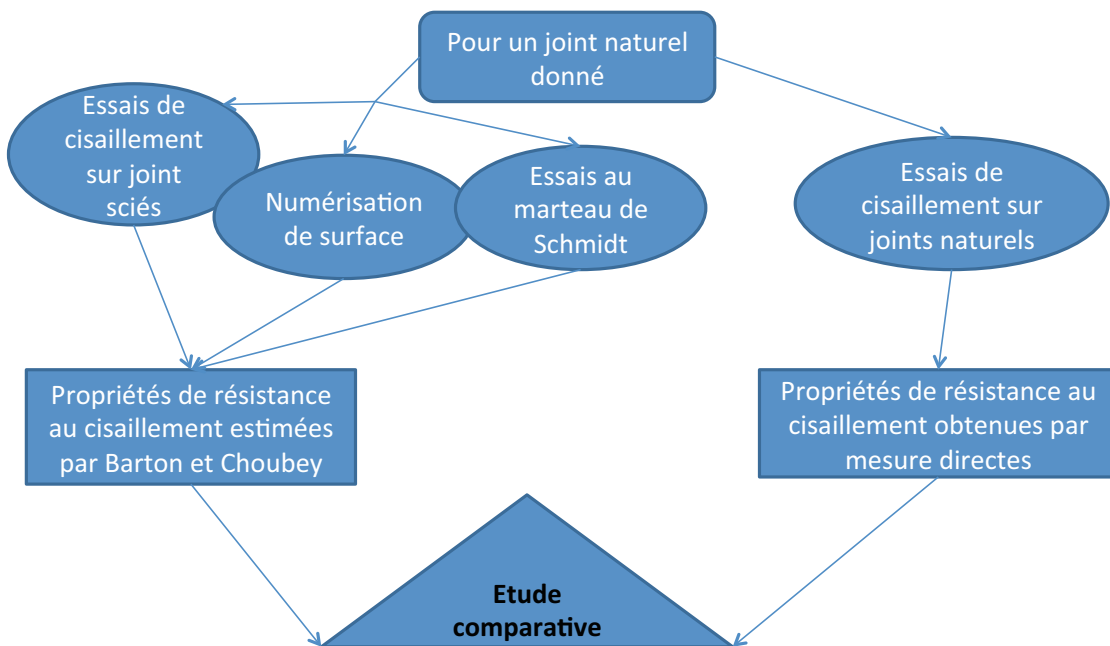 Pour un joint naturel
donné
Essais de
cisaillement
sur joint
sciés
Numérisation
de surface
Essais au
marteau de
Schmidt
Essais de
cisaillement sur
joints naturels
Propriétés de résistance
au cisaillement estimées
par Barton et Choubey
Propriétés de résistance au
cisaillement obtenues par
mesure directes
Etude
comparative